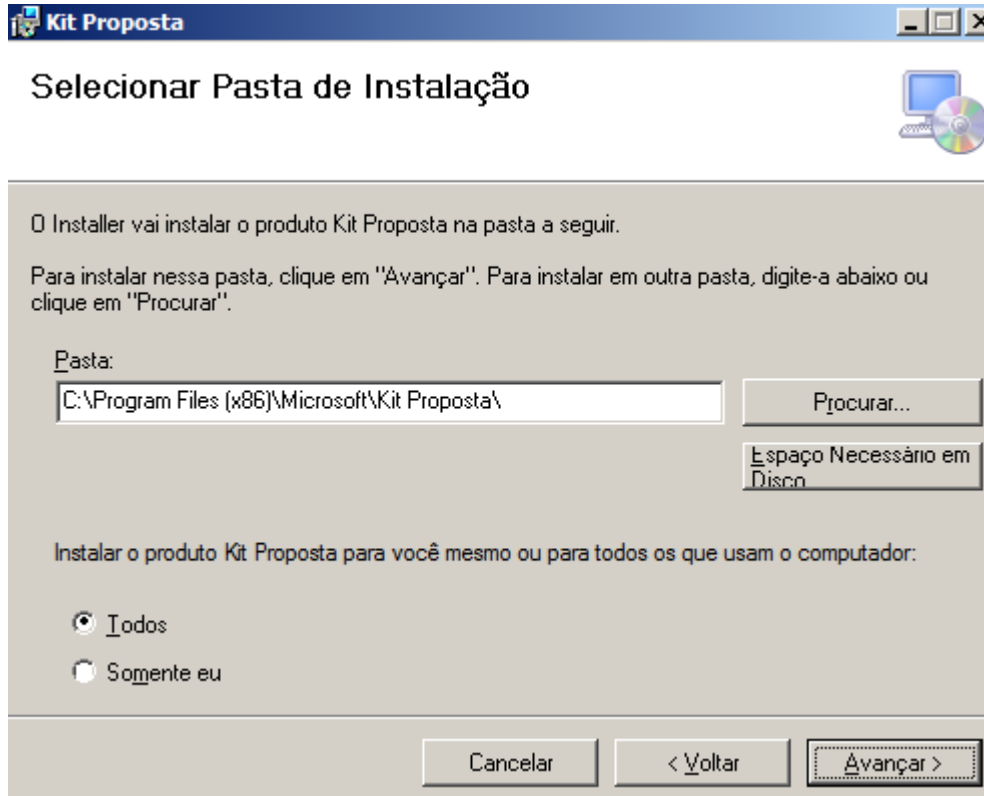 Kit Proposta
Selecionar Pasta de Instalação
O Installer vai instalar o produto Kit Proposta na pasta a seguir.
Para instalar nessa pasta, clique em "Avançar". Para instalar em outra pasta, digite-a abaixo ou
clique em "Procurar".
Pasta:
C:\Program Files (x86)\Microsoft\Kit Proposta\
Procurar...
Espaço Necessário em
Disco
Instalar o produto Kit Proposta para você mesmo ou para todos os que usam o computador:
Todos
Somente eu
Cancelar
< Voltar
Avançar >